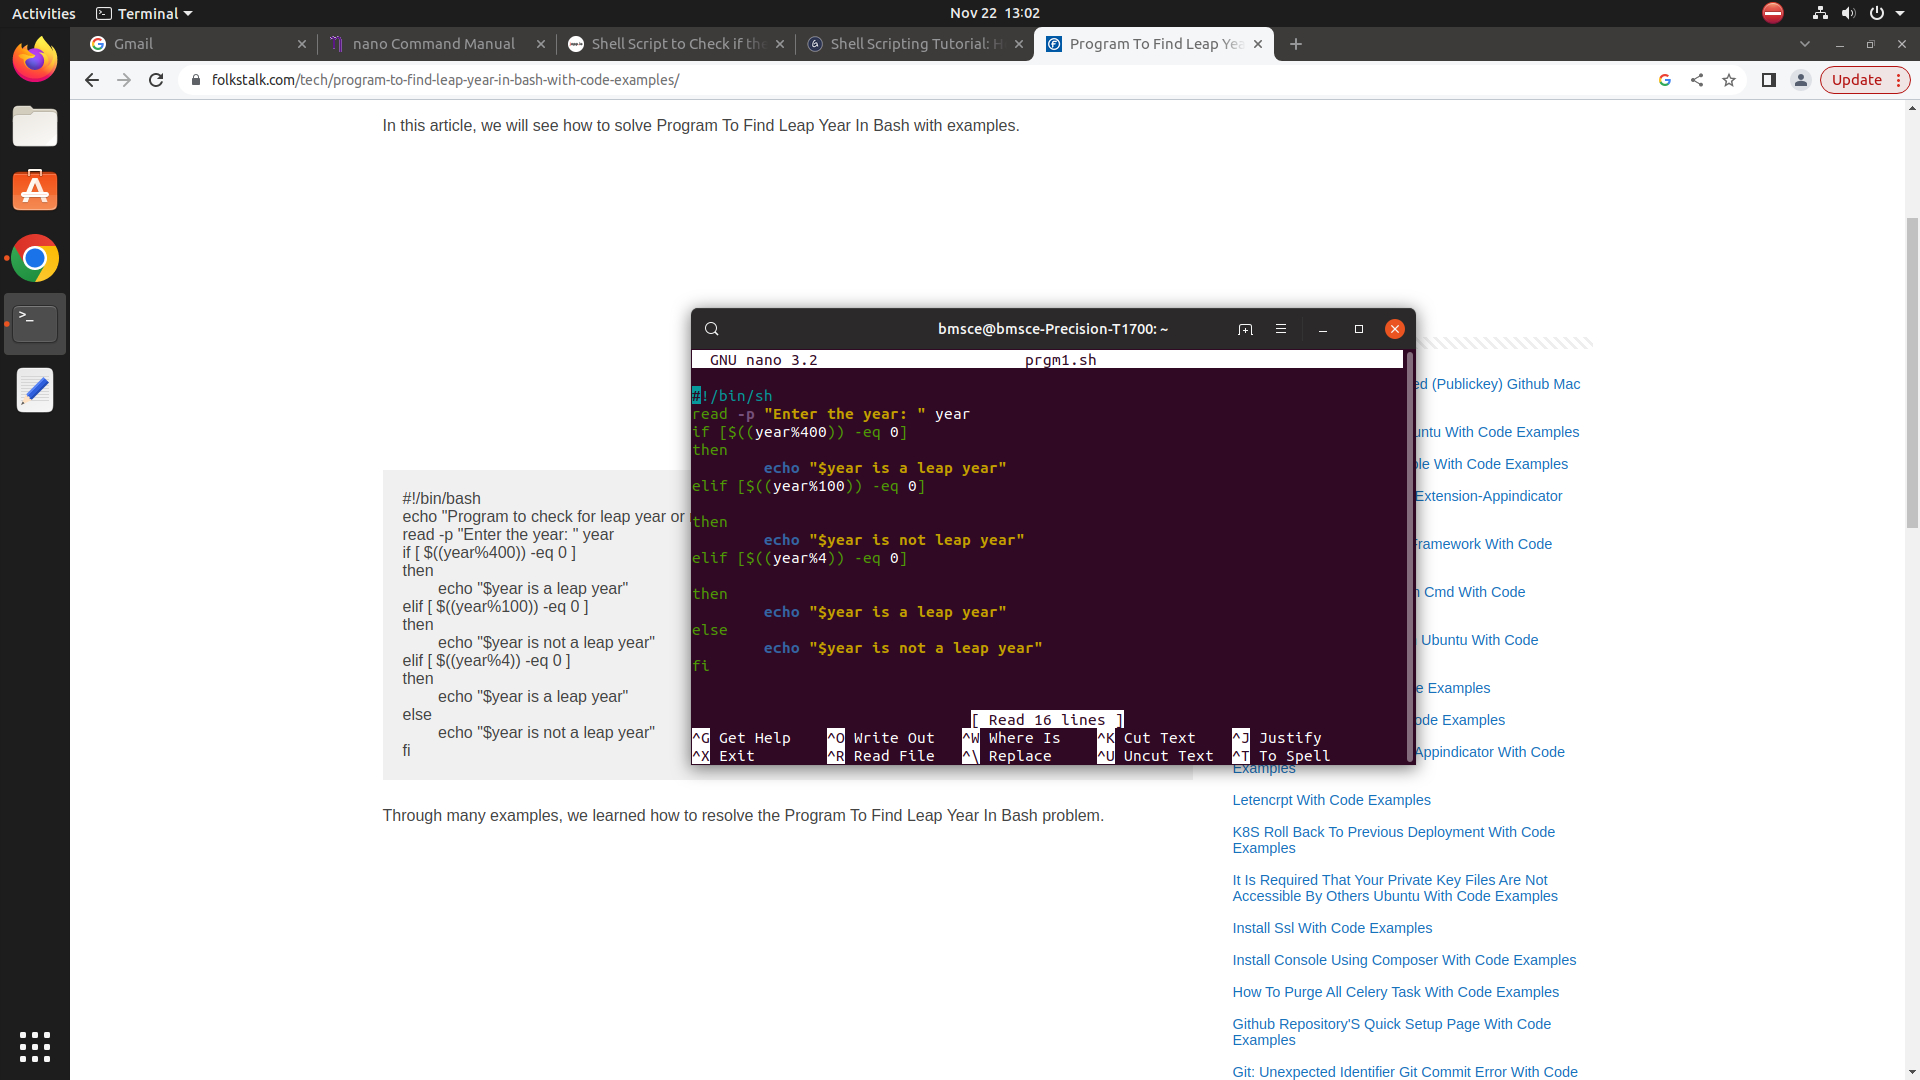 Activities
Terminal
Nov 22 13:02
Gmail
nano Command Manual
Shell Script to Check if the
Shell Scripting Tutorial: H
Program To Find Leap Yea
folkstalk.com/tech/program-to-find-leap-year-in-bash-with-code-examples/
Update
In this article, we will see how to solve Program To Find Leap Year In Bash with examples.
#!/bin/bash
echo "Program to check for leap year or
read -p "Enter the year: " year
if [ $((year%400)) -eq 0 ]
then
echo "$year is a leap year"
elif [ $((year%100)) -eq 0 ]
then
echo "$year is not a leap year"
elif [ $((year%4)) -eq 0 ]
then
echo "$year is a leap year"
else
echo "$year is not a leap year"
fi
Through many examples, we learned how to resolve the Program To Find Leap Year In Bash problem.
bmsce@bmsce-Precision-T1700: ~
GNU nano 3.2 prgm1.sh
#!/bin/sh
read -p "Enter the year: " year
if [$((year%400)) -eq 0]
then
echo "$year is a leap year"
elif [$((year%100)) -eq 0]
then
echo "$year is not leap year"
elif [$((year%4)) -eq 0]
then
echo "$year is a leap year"
else
echo "$year is not a leap year"
fi
[ Read 16 lines ]
^G Get Help ^O Write Out ^W Where Is ^K Cut Text ^J Justify
^X Exit ^R Read File ^\ Replace ^U Uncut Text ^T To Spell
ed (Publickey) Github Mac
untu With Code Examples
ble With Code Examples
Extension-Appindicator
Framework With Code
n Cmd With Code
Ubuntu With Code
e Examples
ode Examples
Appindicator With Code
Examples
Letencrpt With Code Examples
K8S Roll Back To Previous Deployment With Code
Examples
It Is Required That Your Private Key Files Are Not
Accessible By Others Ubuntu With Code Examples
Install Ssl With Code Examples
Install Console Using Composer With Code Examples
How To Purge All Celery Task With Code Examples
Github Repository'S Quick Setup Page With Code
Examples
Git: Unexpected Identifier Git Commit Error With Code